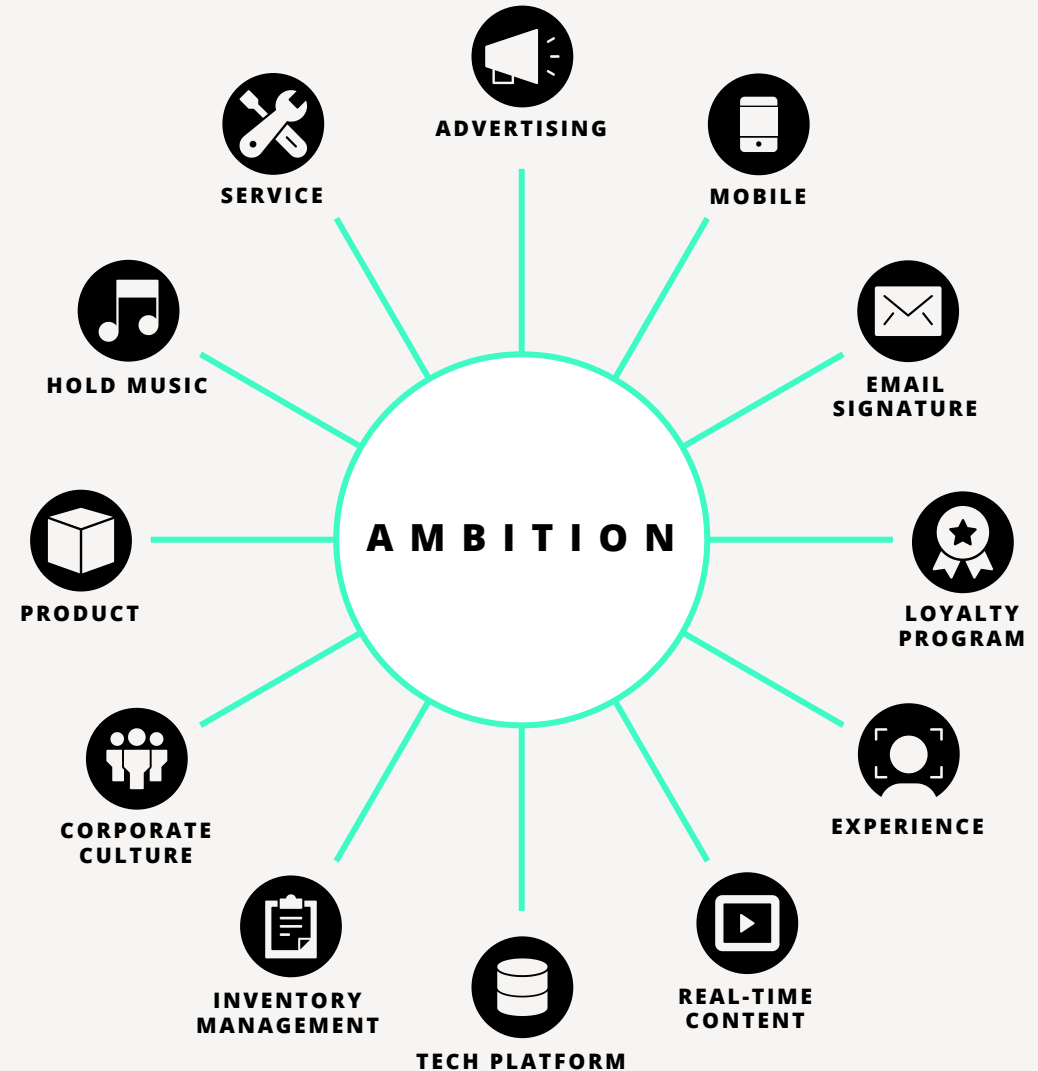 ADVERTISING
SERVICE
MOBILE
HOLD MUSIC
EMAIL
SIGNATURE
AMBITION
PRODUCT
LOYALTY
PROGRAM
CORPORATE
CULTURE
EXPERIENCE
INVENTORY
MANAGEMENT
REAL-TIME
CONTENT
TECH PLATFORM